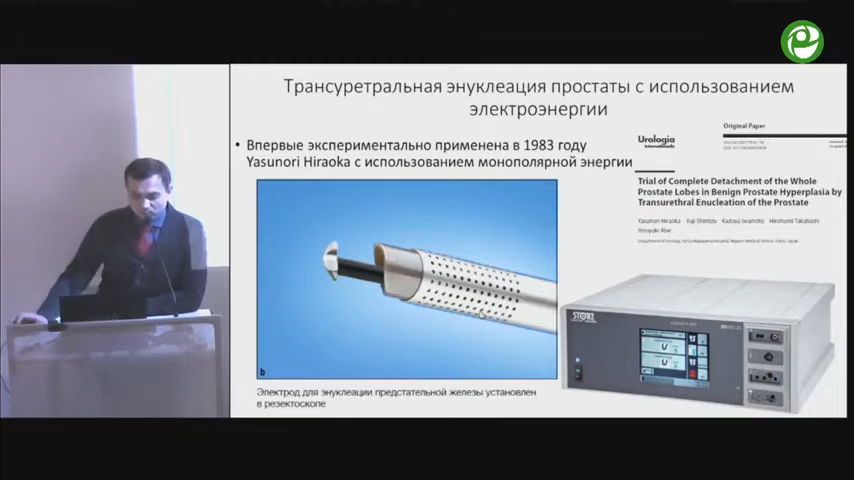 Трансуретральная энуклеация простаты с использованием
электроэнергии
• Впервые экспериментально применена в 1983 году
Yasunori Hiraoka с использованием монополярной энергии
Original Paper
Urologia
Internationalis
Trial of Complete Detachment of the Whole
Prostate Lobes in Benign Prostate Hyperplasia by
Transurethral Enucleation of the Prostate
Yasunori Hiraoka Yuji Shimizu Kazuya Iwamoto Hirohumi Takahashi
Hiroyuki Abe
STORZ
b
Электрод для энуклеации предстательной железы установлен
в резектоскопе